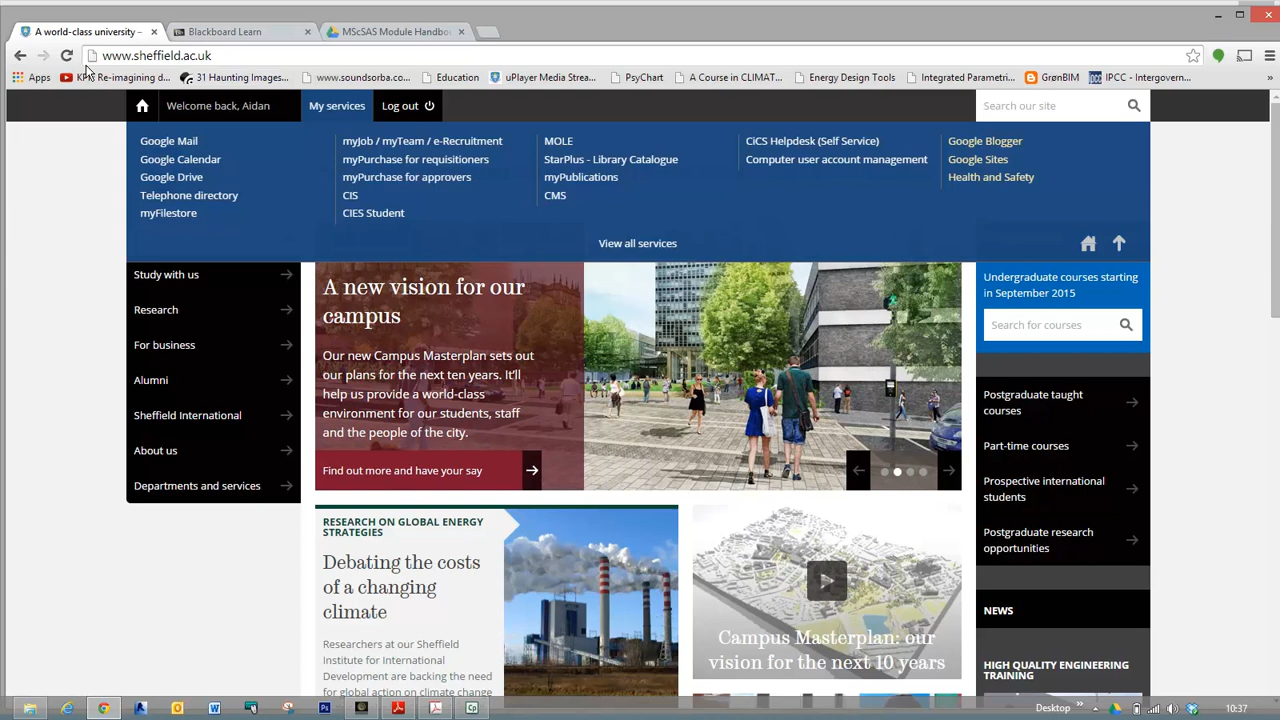 A world-class university -
Blackboard Learn
MScSAS Module Handbo
www.sheffield.ac.uk
Apps
Re-imagining d...
31 Haunting Images...
www.soundsorba.co...
Education
uPlayer Media Strea...
PsyChart
A Course in CLIMAT...
Energy Design Tools
Integrated Parametri...
GrønBIM
IPCC - Intergovern...
Welcome back, Aidan
My services
Log out
Search our site
Google Mail
Google Calendar
Google Drive
Telephone directory
myFilestore
myJob / myTeam / e-Recruitment
myPurchase for requisitioners
myPurchase for approvers
CIS
CIES Student
MOLE
StarPlus - Library Catalogue
myPublications
CMS
CiCS Helpdesk (Self Service)
Computer user account management
Google Blogger
Google Sites
Health and Safety
View all services
Study with us
Research
For business
Alumni
Sheffield International
About us
Departments and services
A new vision for our
campus
Our new Campus Masterplan sets out
our plans for the next ten years. It'll
help us provide a world-class
environment for our students, staff
and the people of the city.
Find out more and have your say
Undergraduate courses starting
in September 2015
Search for courses
Postgraduate taught
courses
Part-time courses
Prospective international
students
Postgraduate research
opportunities
NEWS
HIGH QUALITY ENGINEERING
TRAINING
RESEARCH ON GLOBAL ENERGY
STRATEGIES
Debating the costs
of a changing
climate
Researchers at our Sheffield
Institute for International
Development are backing the need
for global action on climate change
Campus Masterplan: our
vision for the next 10 years
Desktop
10:37